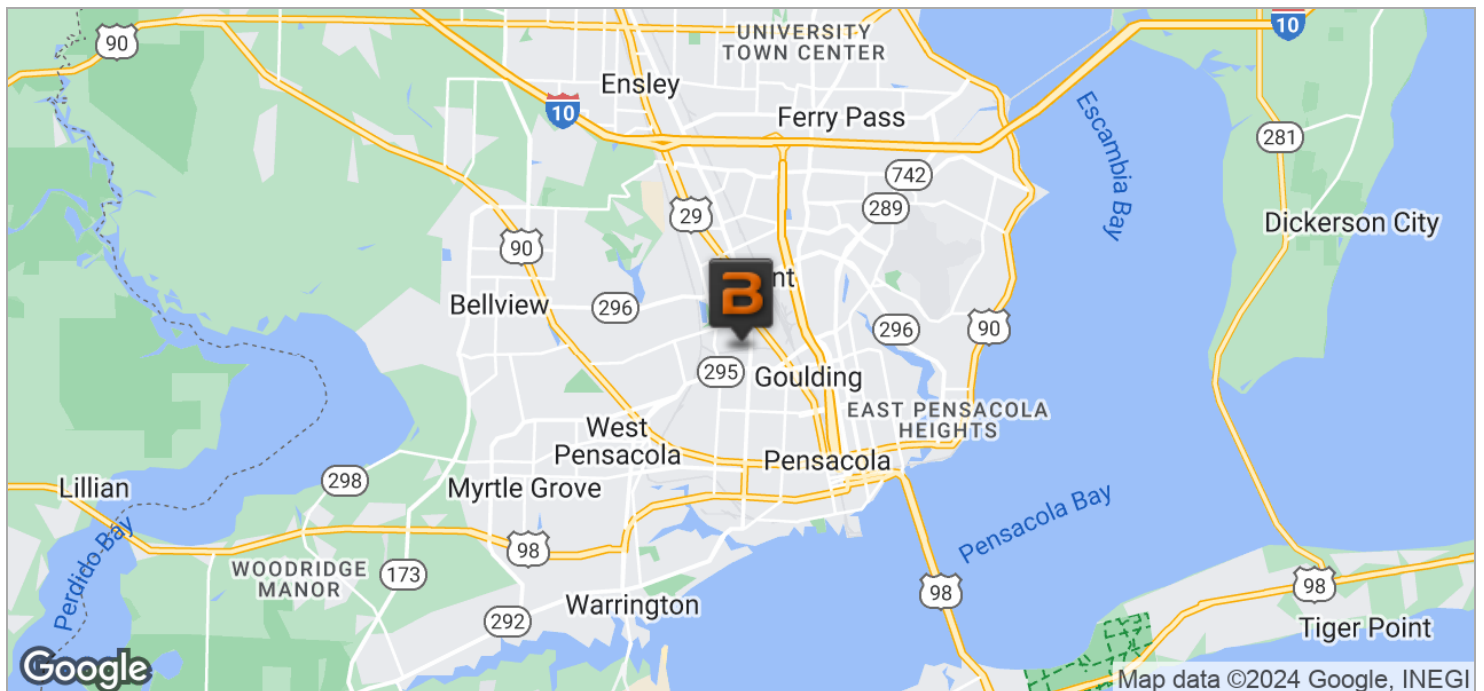 90
UNIVERSITY
TOWN CENTER
10
Ensley
10
Ferry Pass
Escambia Bay
281
742
289
29
Dickerson City
90
B
nt
Bellview
296
296
90
295
Goulding
EAST PENSACOLA
HEIGHTS
West
Pensacola
Pensacola
298
Lillian
Myrtle Grove
Pensacola Bay
Perdido Bay
98
WOODRIDGE
MANOR
173
98
98
Warrington
292
Tiger Point
Google
Map data ©2024 Google, INEGI